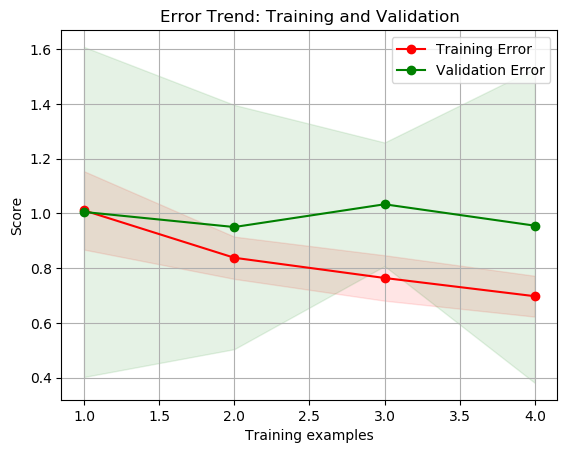 Error Trend: Training and Validation
Training Error
Validation Error
Score
1.6
1.4
1.2
1.0
0.8
0.6
0.4
1.0 1.5 2.0 2.5 3.0 3.5 4.0
Training examples